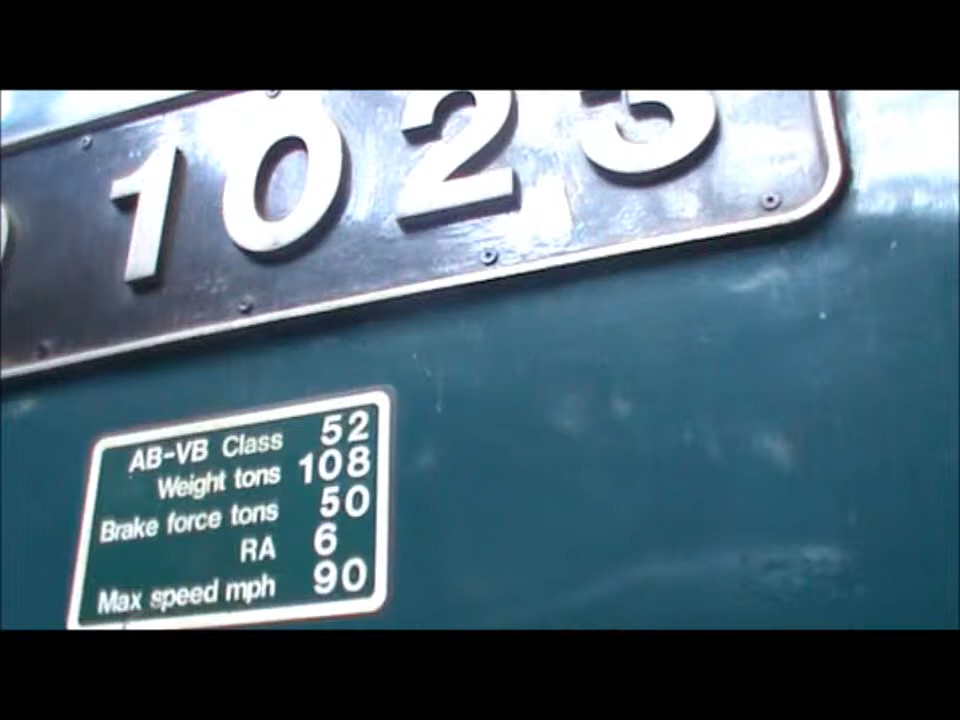 D 1023
AB-VB Class 52
Weight tons 108
Brake force tons 50
RA 6
Max speed mph 90